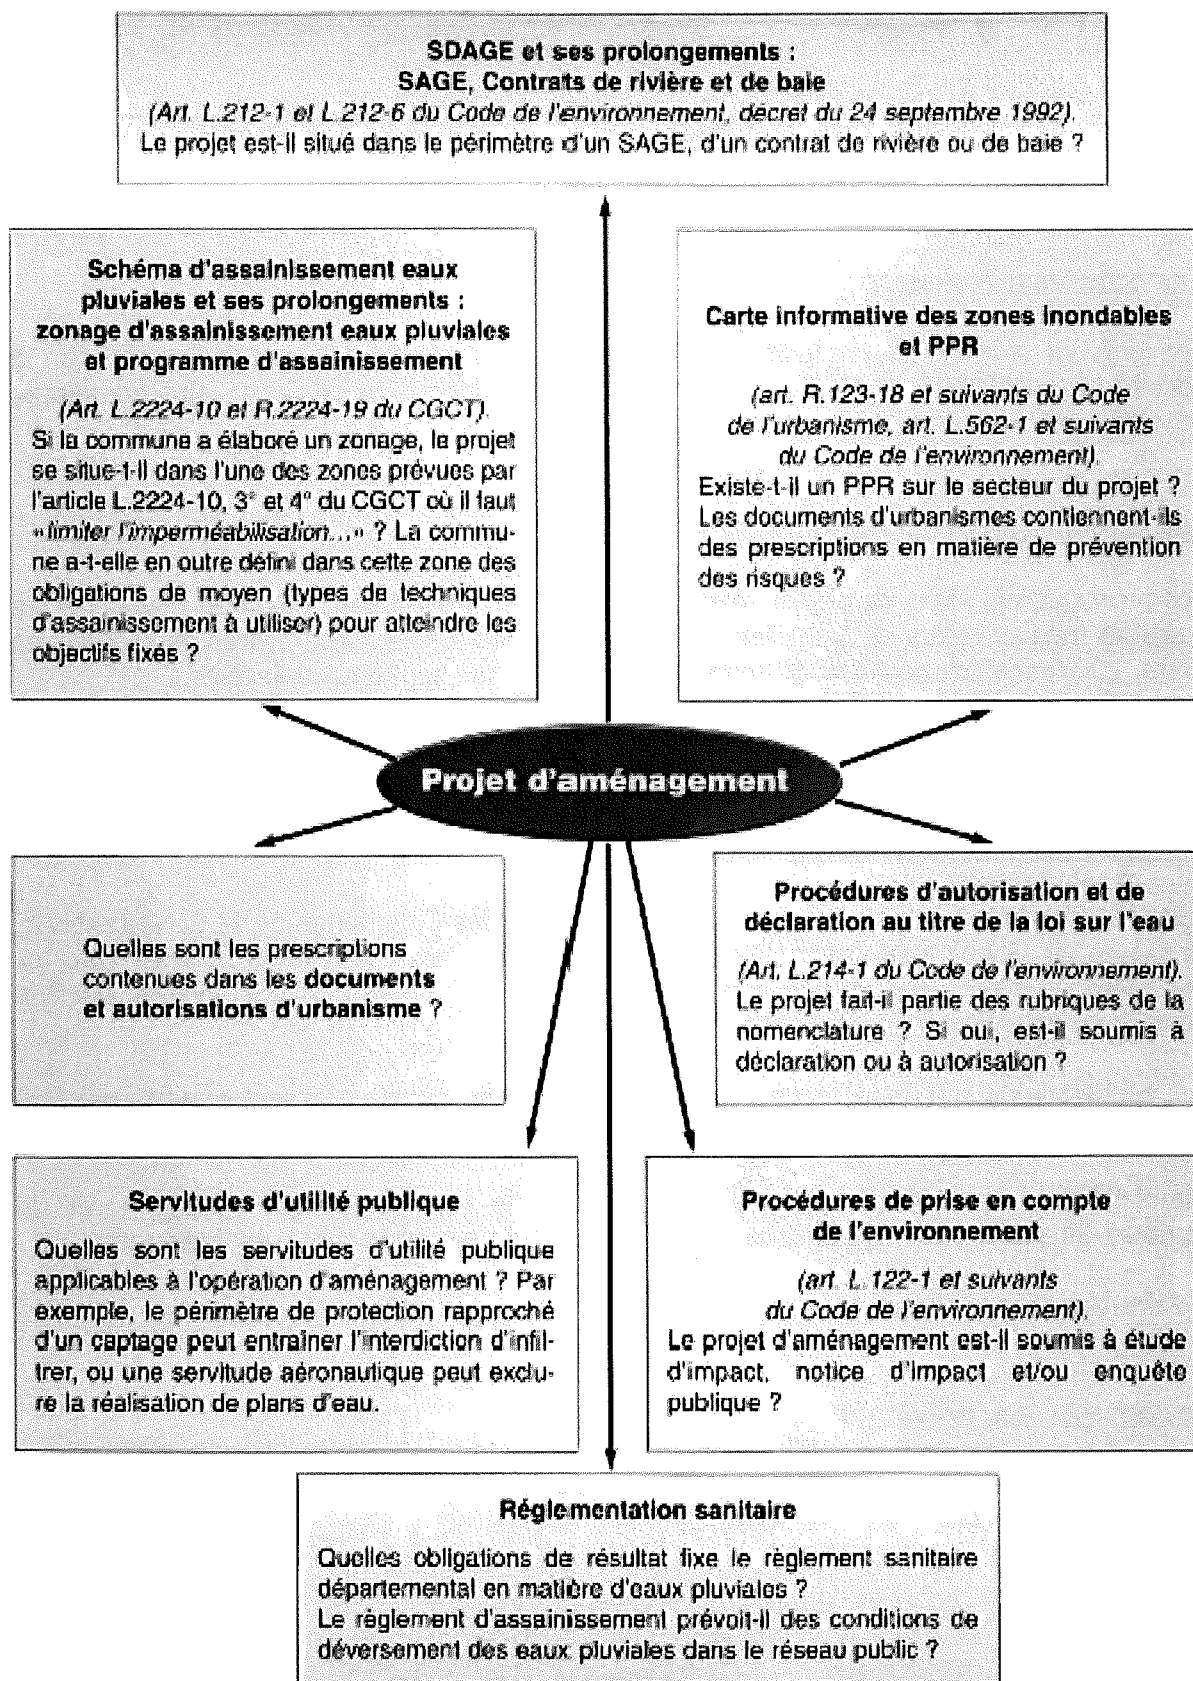 SDAGE et ses prolongements :
SAGE, Contrats de rivière et de baie
(Art. L.212-1 et L.212-6 du Code de l'environnement, décret du 24 septembre 1992).
Le projet est-il situé dans le périmètre d'un SAGE, d'un contrat de rivière ou de baie ?
Schéma d'assainissement eaux
pluviales et ses prolongements :
zonage d'assainissement eaux pluviales
et programme d'assainissement
(Art. L.2224-10 et R.2224-19 du CGCT).
Si la commune a élaboré un zonage, le projet
se situe-t-il dans l'une des zones prévues par
l'article L.2224-10, 3° et 4° du CGCT où il faut
«limiter l'imperméabilisation...» ? La commu-
ne a-t-elle en outre défini dans cette zone des
obligations de moyen (types de techniques
d'assainissement à utiliser) pour atteindre les
objectifs fixés ?
Carte informative des zones inondables
et PPR
(art. R.123-18 et suivants du Code
de l'urbanisme, art. L.562-1 et suivants
du Code de l'environnement).
Existe-t-il un PPR sur le secteur du projet ?
Les documents d'urbanismes contiennent-ils
des prescriptions en matière de prévention
des risques ?
Projet d'aménagement
Quelles sont les prescriptions
contenues dans les documents
et autorisations d'urbanisme ?
Procédures d'autorisation et de
déclaration au titre de la loi sur l'eau
(Art. L.214-1 du Code de l'environnement).
Le projet fait-il partie des rubriques de la
nomenclature ? Si oui, est-il soumis à
déclaration ou à autorisation ?
Servitudes d'utilité publique
Quelles sont les servitudes d'utilité publique
applicables à l'opération d'aménagement ? Par
exemple, le périmètre de protection rapproché
d'un captage peut entraîner l'interdiction d'infil-
trer, ou une servitude aéronautique peut exclu-
re la réalisation de plans d'eau.
Procédures de prise en compte
de l'environnement
(art. L.122-1 et suivants
du Code de l'environnement).
Le projet d'aménagement est-il soumis à étude
d'impact, notice d'impact et/ou enquête
publique ?
Réglementation sanitaire
Quelles obligations de résultat fixe le règlement sanitaire
départemental en matière d'eaux pluviales ?
Le règlement d'assainissement prévoit-il des conditions de
déversement des eaux pluviales dans le réseau public ?